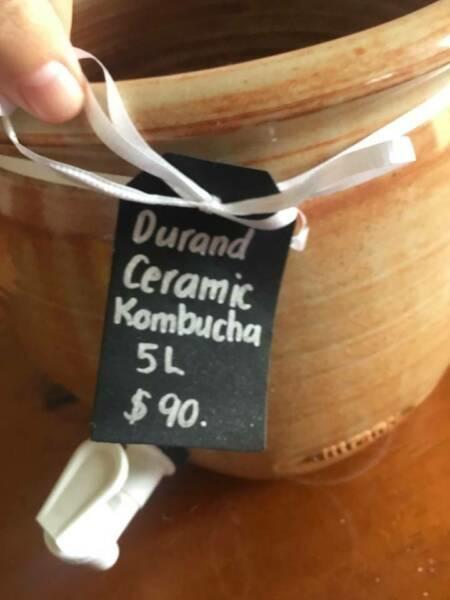 Durand
Ceramic
Kombucha
5L
$90.